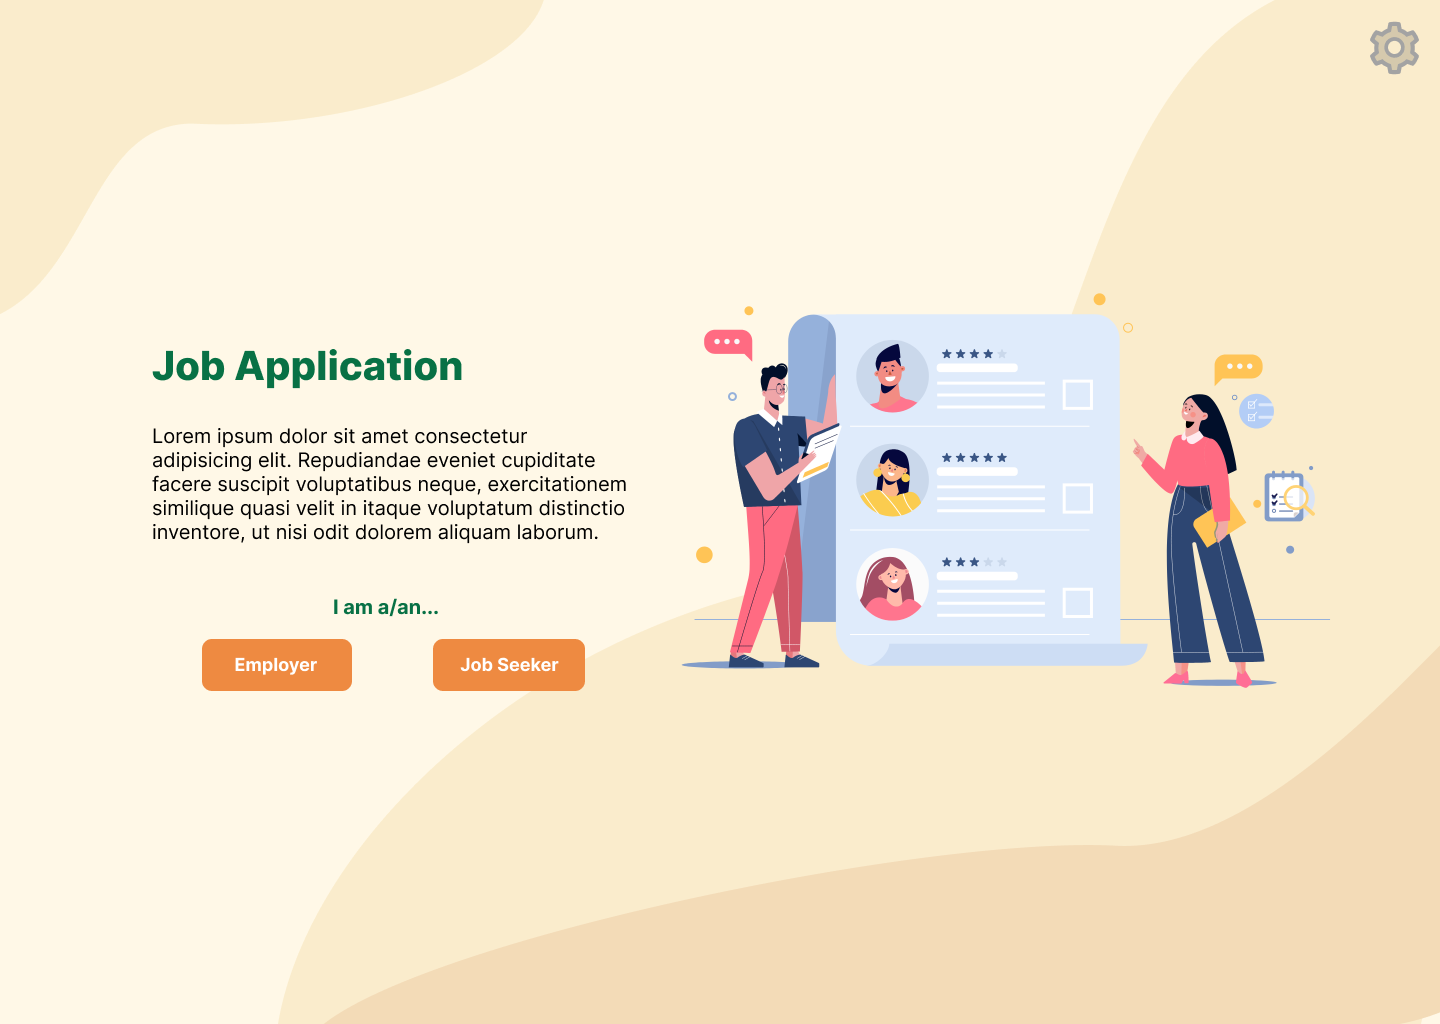 Job Application
Lorem ipsum dolor sit amet consectetur
adipisicing elit. Repudiandae eveniet cupiditate
facere suscipit voluptatibus neque, exercitationem
similique quasi velit in itaque voluptatum distinctio
inventore, ut nisi odit dolorem aliquam laborum.
I am a/an...
Employer
Job Seeker